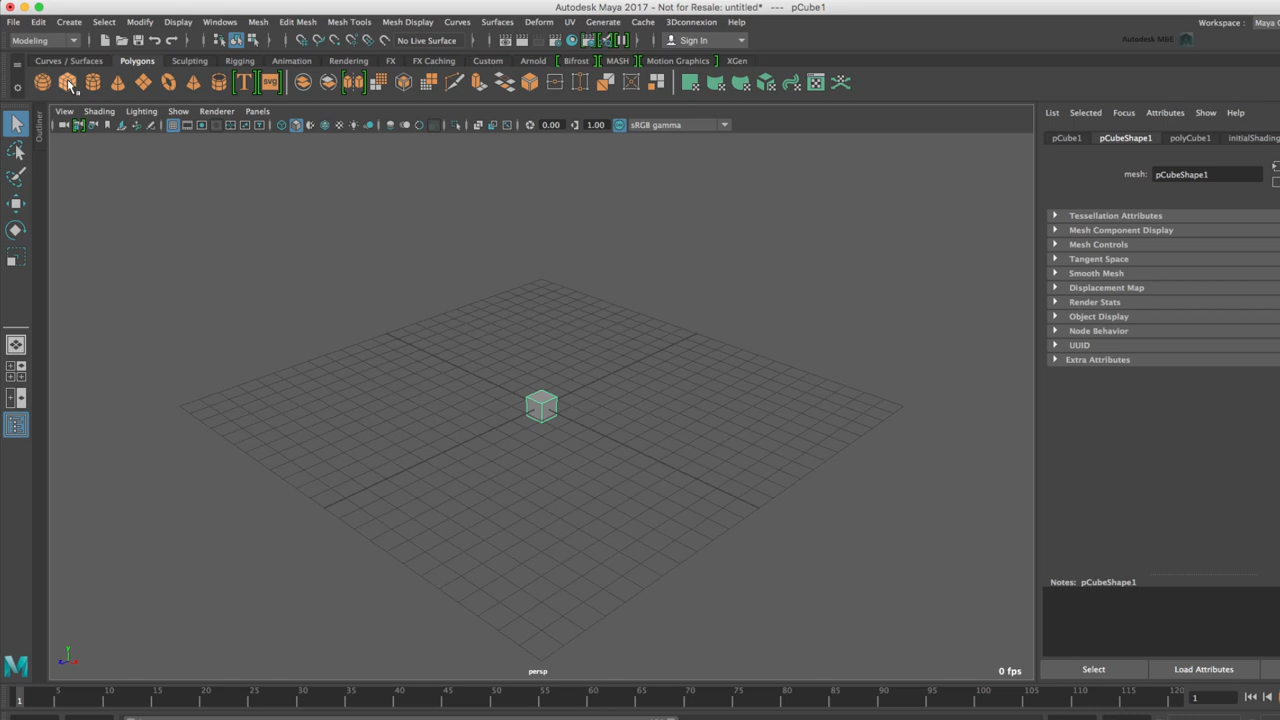 Autodesk Maya 2017 - Not for Resale: untitled* --- pCube1
File Edit Create Select Modify Display Windows Mesh Edit Mesh Mesh Tools Mesh Display Curves Surfaces Deform UV Generate Cache 3Dconnexion Help Workspace : Maya
Modeling No Live Surface Sign In Autodesk MBE
Curves / Surfaces Polygons Sculpting Rigging Animation Rendering FX FX Caching Custom Arnold Bifrost MASH Motion Graphics XGen
T SVG
View Shading Lighting Show Renderer Panels
0.00 1.00 sRGB gamma
Outliner
List Selected Focus Attributes Show Help
pCube1 pCubeShape1 polyCube1 initialShading
mesh: pCubeShape1
Tessellation Attributes
Mesh Component Display
Mesh Controls
Tangent Space
Smooth Mesh
Displacement Map
Render Stats
Object Display
Node Behavior
UUID
Extra Attributes
Notes: pCubeShape1
Select Load Attributes
persp
0 fps
1 5 10 15 20 25 30 35 40 45 50 55 60 65 70 75 80 85 90 95 100 105 110 115 120 1